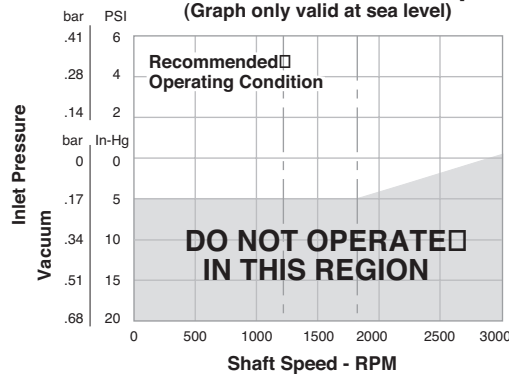 (Graph only valid at sea level)
bar PSI
.41 6
.28 4
.14 2
bar In-Hg
0 0
.17 5
.34 10
.51 15
.68 20
Inlet Pressure
Vacuum
Recommended□
Operating Condition
DO NOT OPERATE□
IN THIS REGION
0 500 1000 1500 2000 2500 3000
Shaft Speed - RPM